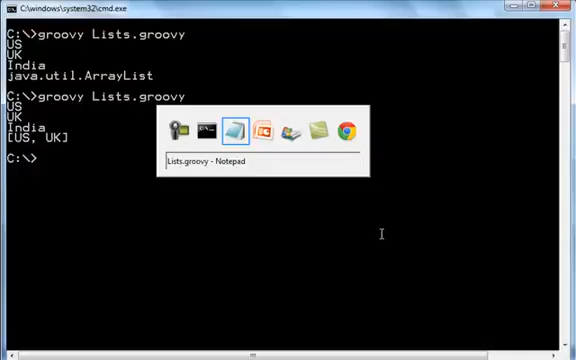 C:\windows\system32\cmd.exe
C:\>groovy Lists.groovy
US
UK
India
java.util.ArrayList
C:\>groovy Lists.groovy
US
UK
India
[US, UK]
C:\>
Lists.groovy - Notepad